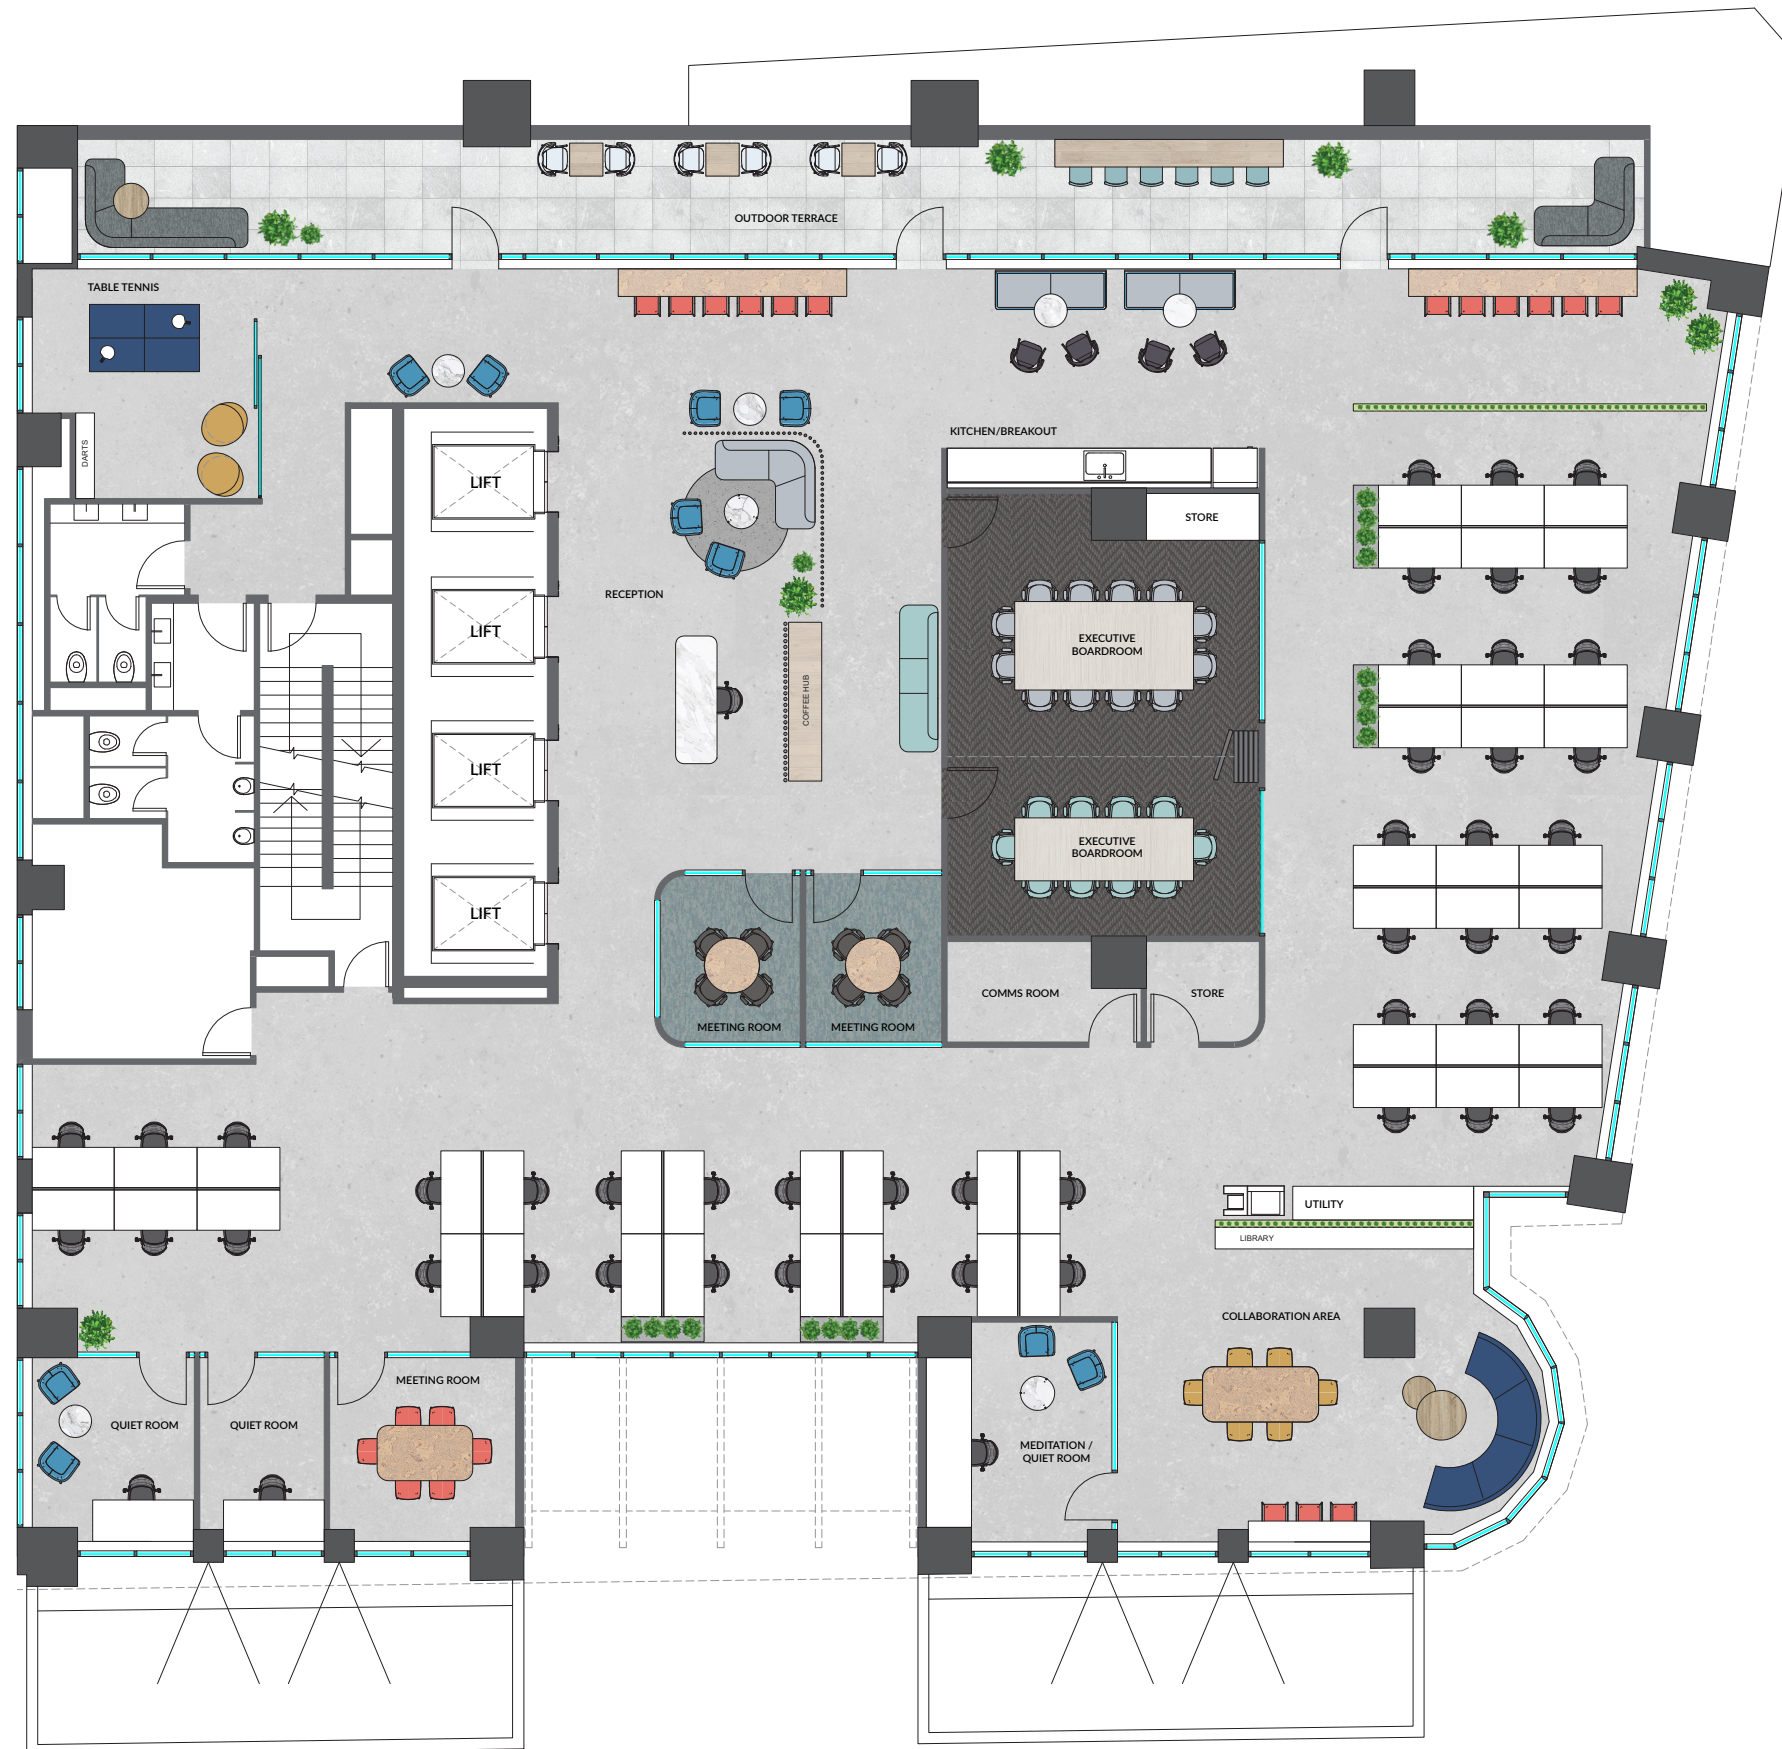 OUTDOOR TERRACE
TABLE TENNIS
DARTS
KITCHEN/BREAKOUT
LIFT
STORE
RECEPTION
LIFT
EXECUTIVE
BOARDROOM
COFFEE HUB
LIFT
EXECUTIVE
BOARDROOM
LIFT
COMMS ROOM
STORE
MEETING ROOM
MEETING ROOM
UTILITY
LIBRARY
COLLABORATION AREA
MEETING ROOM
QUIET ROOM
QUIET ROOM
MEDITATION /
QUIET ROOM